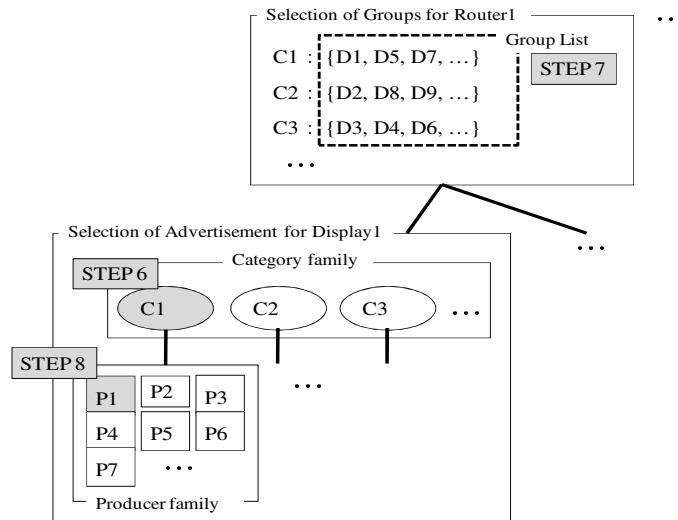 Selection of Groups for Router1
Group List
C1 : {D1, D5, D7, …}
STEP 7
C2 : {D2, D8, D9, …}
C3 : {D3, D4, D6, …}
…
Selection of Advertisement for Display1
…
Category family
STEP 6
C1 C2 C3 …
STEP 8
…
P1 P2 P3
P4 P5 P6
P7 …
Producer family